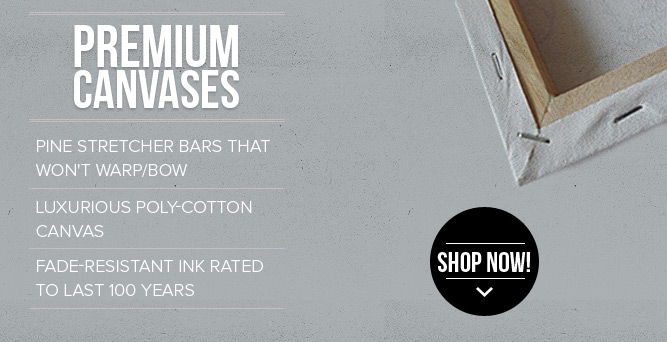 PREMIUM
CANVASES
PINE STRETCHER BARS THAT
WON'T WARP/BOW
LUXURIOUS POLY-COTTON
CANVAS
FADE-RESISTANT INK RATED
TO LAST 100 YEARS
SHOP NOW!